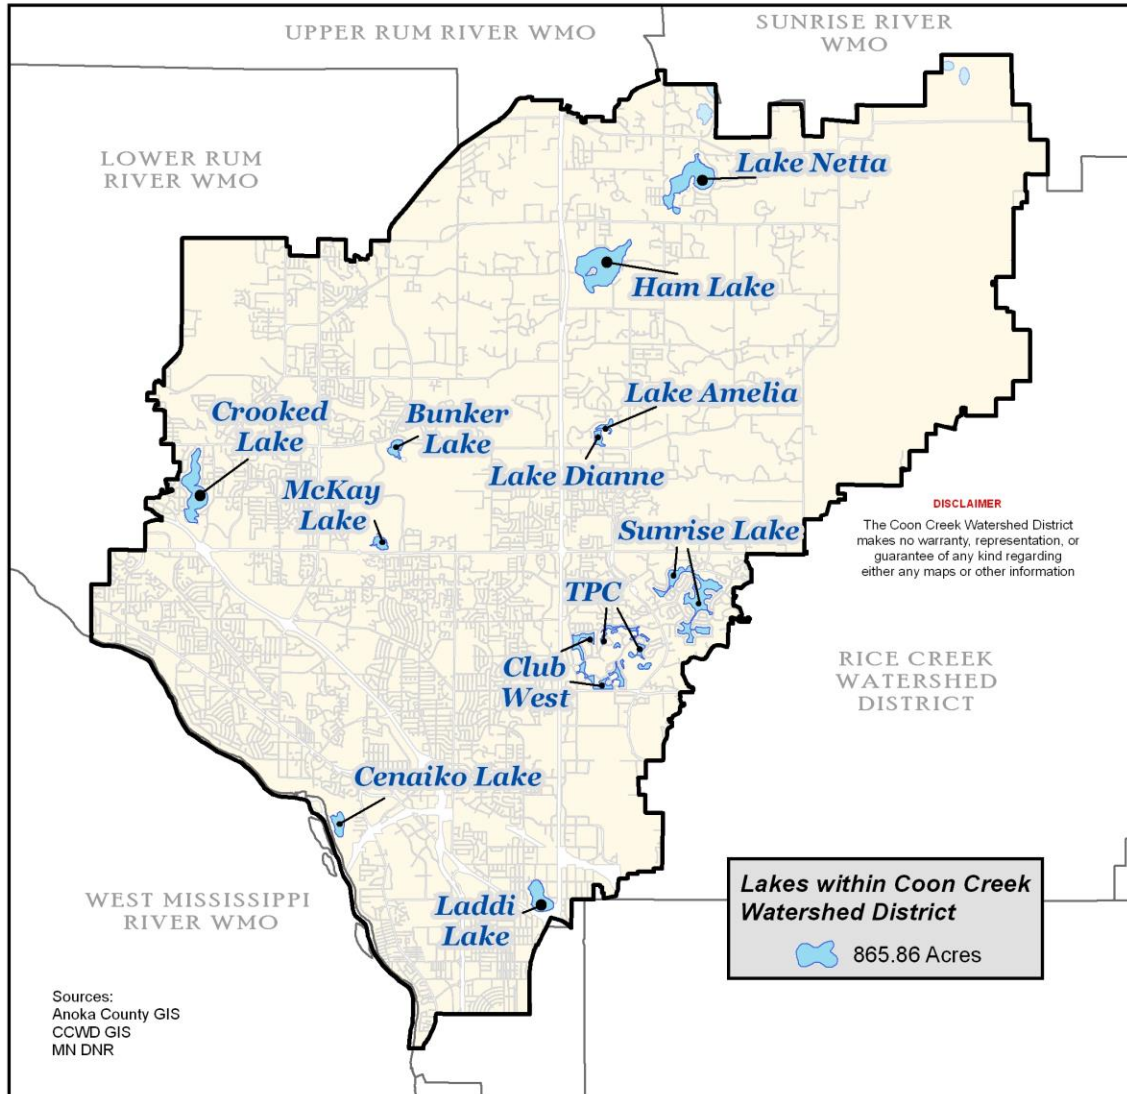 UPPER RUM RIVER WMO
SUNRISE RIVER
WMO
LOWER RUM
RIVER WMO
Lake Netta
Ham Lake
Lake Amelia
Crooked
Lake
Bunker
Lake
Lake Dianne
McKay
Lake
DISCLAIMER
The Coon Creek Watershed District
makes no warranty, representation, or
guarantee of any kind regarding
either any maps or other information
Sunrise Lake
TPC
Club
West
RICE CREEK
WATERSHED
DISTRICT
Cenaiko Lake
WEST MISSISSIPPI
RIVER WMO
Laddi
Lake
Lakes within Coon Creek
Watershed District
865.86 Acres
Sources:
Anoka County GIS
CCWD GIS
MN DNR